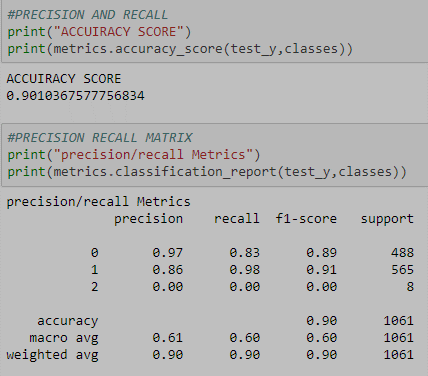 #PRECISION AND RECALL
print("ACCUIRACY SCORE")
print(metrics.accuracy_score(test_y,classes))
ACCUIRACY SCORE
0.9010367577756834
#PRECISION RECALL MATRIX
print("precision/recall Metrics")
print(metrics.classification_report(test_y,classes))
precision/recall Metrics
precision recall f1-score support
0 0.97 0.83 0.89 488
1 0.86 0.98 0.91 565
2 0.00 0.00 0.00 8
accuracy 0.90 1061
macro avg 0.61 0.60 0.60 1061
weighted avg 0.90 0.90 0.90 1061